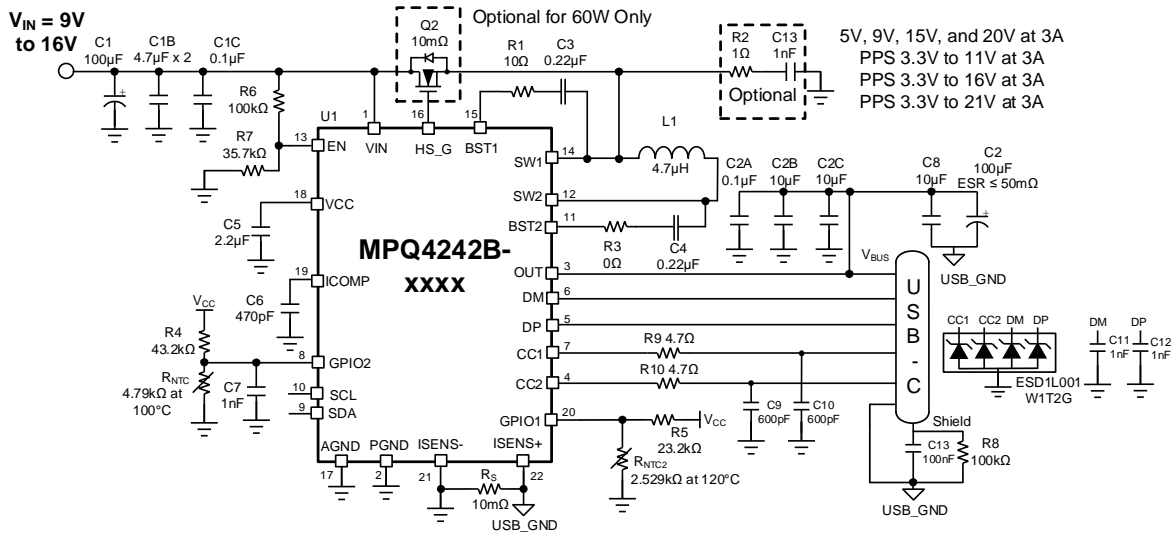 V_IN = 9V
to 16V
C1
100µF
C1B
4.7µF x 2
C1C
0.1µF
R6
100kΩ
R7
35.7kΩ
Q2
10mΩ
Optional for 60W Only
R1
10Ω
C3
0.22µF
R2
1Ω
C13
1nF
Optional
5V, 9V, 15V, and 20V at 3A
PPS 3.3V to 11V at 3A
PPS 3.3V to 16V at 3A
PPS 3.3V to 21V at 3A
U1
1
VIN
16
HS_G
15
BST1
13
EN
18
VCC
C5
2.2µF
19
ICOMP
C6
470pF
V_CC
R4
43.2kΩ
R_NTC
4.79kΩ at
100°C
C7
1nF
8
GPIO2
10
SCL
9
SDA
AGND
17
PGND
2
ISENS-
21
ISENS+
22
R_S
10mΩ
USB_GND
MPQ4242B-
xxxx
SW1
14
L1
4.7µH
SW2
12
BST2
11
R3
0Ω
C4
0.22µF
OUT
3
DM
6
DP
5
CC1
7
R9 4.7Ω
CC2
4
R10 4.7Ω
GPIO1
20
R5
23.2kΩ
V_CC
R_NTC2
2.529kΩ at 120°C
C9
600pF
C10
600pF
C2A
0.1µF
C2B
10µF
C2C
10µF
C8
10µF
C2
100µF
ESR ≤ 50mΩ
USB_GND
V_BUS
USB-C
Shield
C13
100nF
R8
100kΩ
USB_GND
CC1 CC2 DM DP
ESD1L001
W1T2G
DM
C11
1nF
DP
C12
1nF